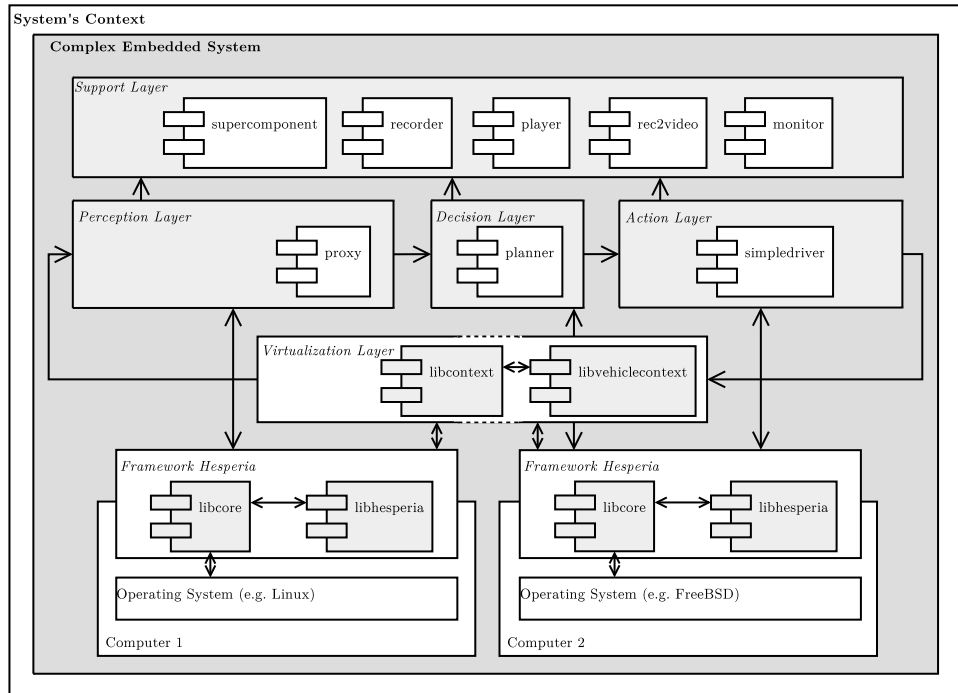 System's Context
Complex Embedded System
Support Layer
supercomponent
recorder
player
rec2video
monitor
Perception Layer
proxy
Decision Layer
planner
Action Layer
simpledriver
Virtualization Layer
libcontext
libvehiclecontext
Framework Hesperia
libcore
libhesperia
Operating System (e.g. Linux)
Computer 1
Framework Hesperia
libcore
libhesperia
Operating System (e.g. FreeBSD)
Computer 2